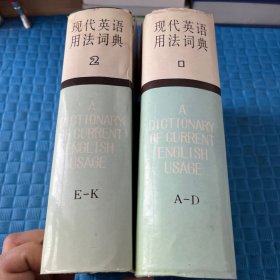 现代英语
用法词典
2
A
DICTIONARY
OF CURRENT
ENGLISH
USAGE
E-K
现代英语
用法词典
1
A
DICTIONARY
OF CURRENT
ENGLISH
USAGE
A-D